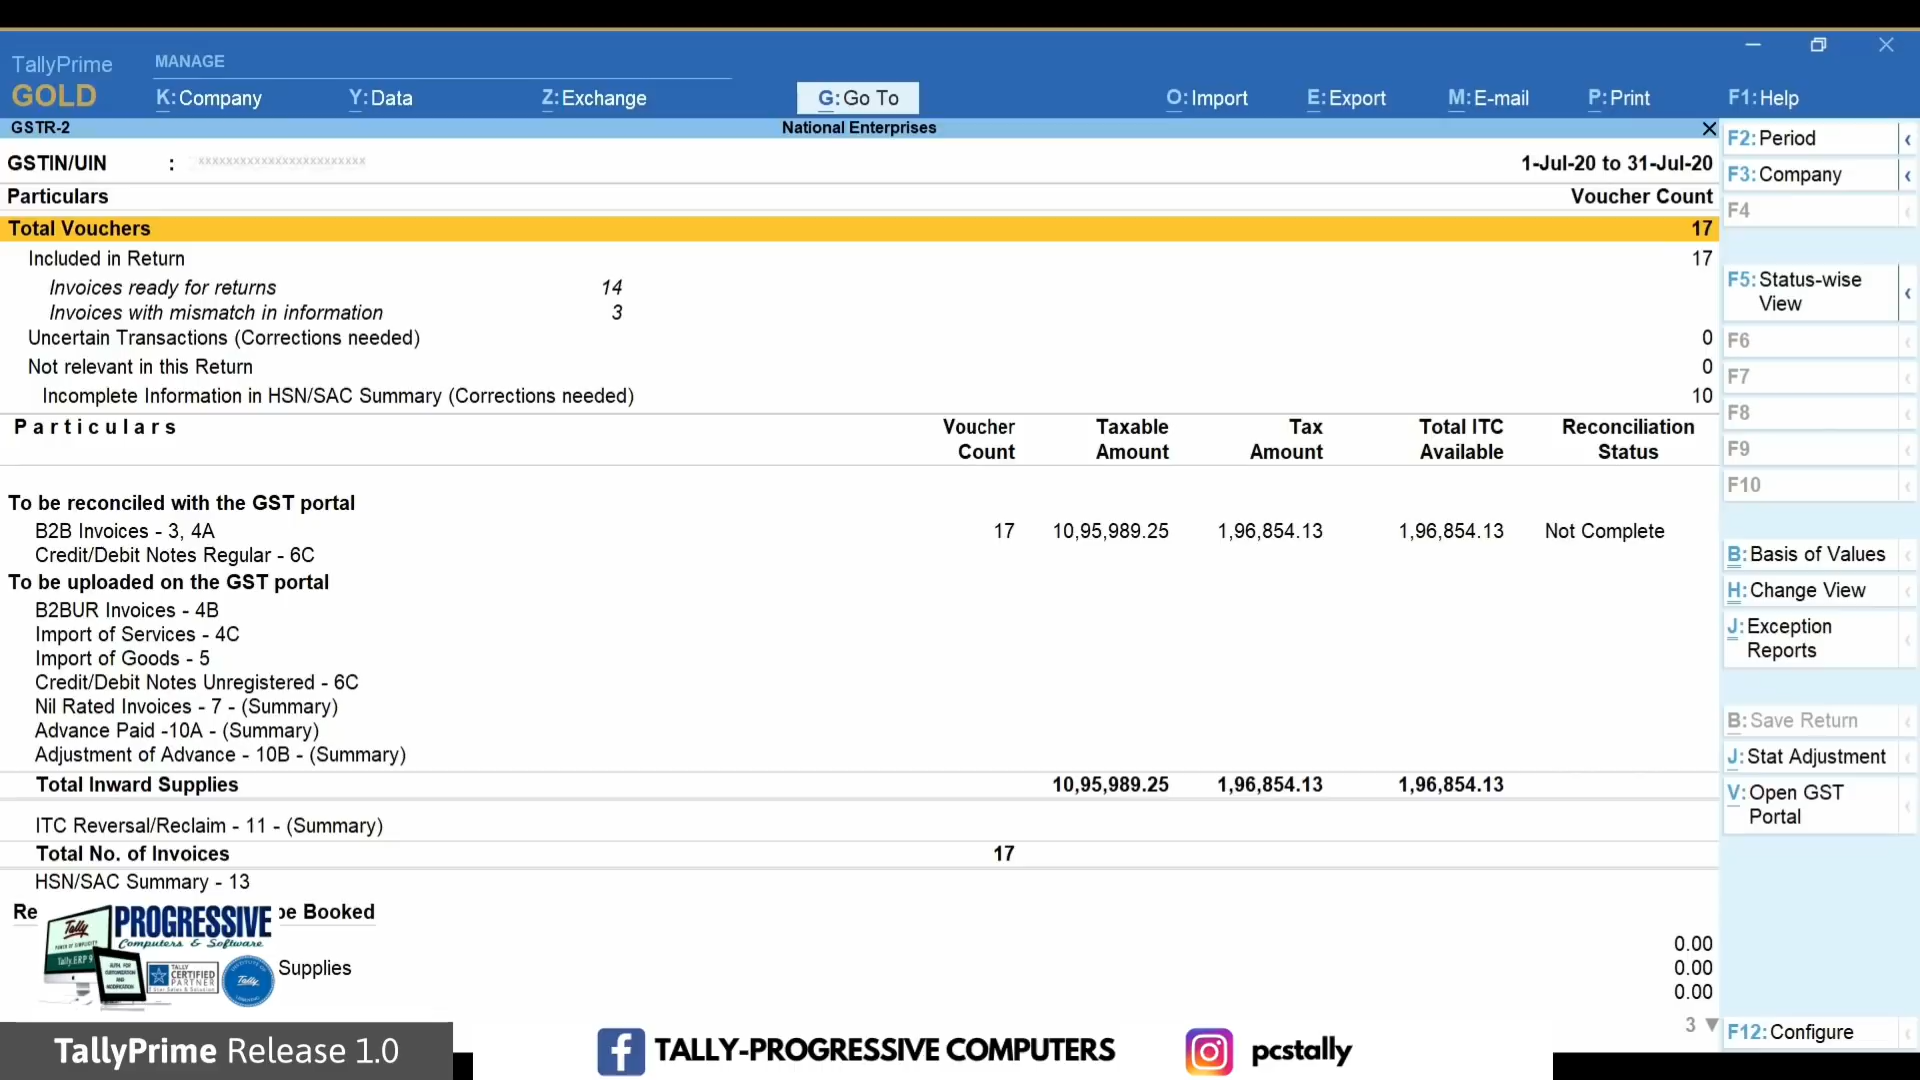 TallyPrime
GOLD
MANAGE
K:Company
Y:Data
Z:Exchange
G:Go To
O:Import
E:Export
M:E-mail
P:Print
F1:Help
GSTR-2
National Enterprises
GSTIN/UIN : xxxxxxxxxxxxxxxxxxxxxxxx
1-Jul-20 to 31-Jul-20
Particulars Voucher Count
Total Vouchers 17
Included in Return 17
Invoices ready for returns 14
Invoices with mismatch in information 3
Uncertain Transactions (Corrections needed) 0
Not relevant in this Return 0
Incomplete Information in HSN/SAC Summary (Corrections needed) 10
Particulars Voucher Taxable Tax Total ITC Reconciliation
Count Amount Amount Available Status
To be reconciled with the GST portal
B2B Invoices - 3, 4A 17 10,95,989.25 1,96,854.13 1,96,854.13 Not Complete
Credit/Debit Notes Regular - 6C
To be uploaded on the GST portal
B2BUR Invoices - 4B
Import of Services - 4C
Import of Goods - 5
Credit/Debit Notes Unregistered - 6C
Nil Rated Invoices - 7 - (Summary)
Advance Paid -10A - (Summary)
Adjustment of Advance - 10B - (Summary)
Total Inward Supplies 10,95,989.25 1,96,854.13 1,96,854.13
ITC Reversal/Reclaim - 11 - (Summary)
Total No. of Invoices 17
HSN/SAC Summary - 13
Re be Booked
0.00
Supplies 0.00
0.00
3
F2:Period
F3:Company
F4
F5:Status-wise
View
F6
F7
F8
F9
F10
B:Basis of Values
H:Change View
J:Exception
Reports
B:Save Return
J:Stat Adjustment
V:Open GST
Portal
F12:Configure
Tally
POWER OF SIMPLICITY
Tally.ERP 9
PROGRESSIVE
Computers & Software
TALLY
CERTIFIED
PARTNER
Tally
TallyPrime Release 1.0
TALLY-PROGRESSIVE COMPUTERS
pcstally